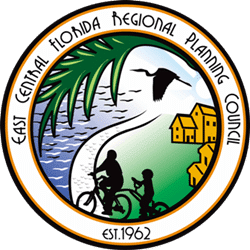 East Central Florida Regional Planning Council
EST.1962